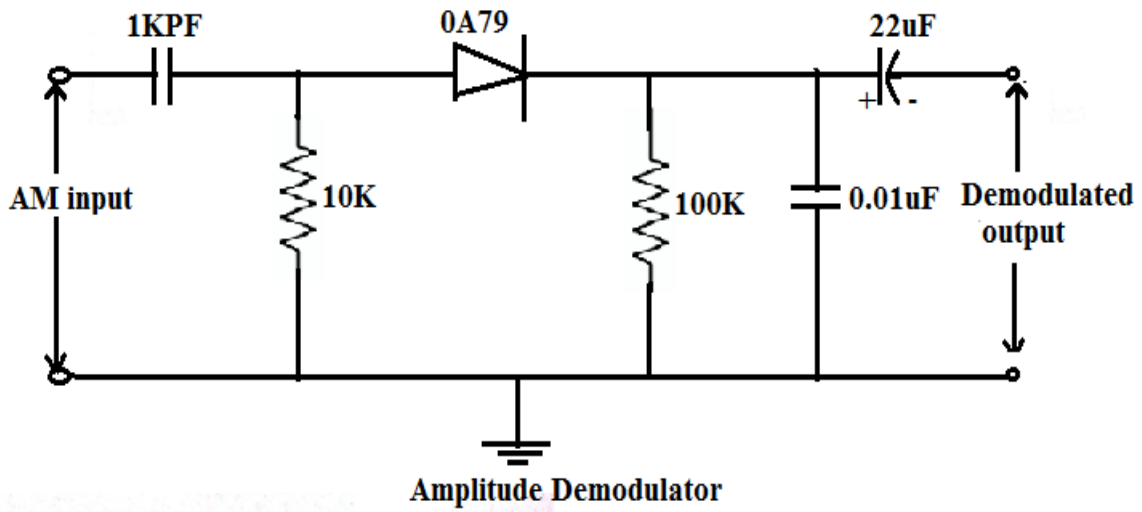 1KPF
0A79
22uF
+ -
AM input
10K
100K
0.01uF
Demodulated
output
Amplitude Demodulator